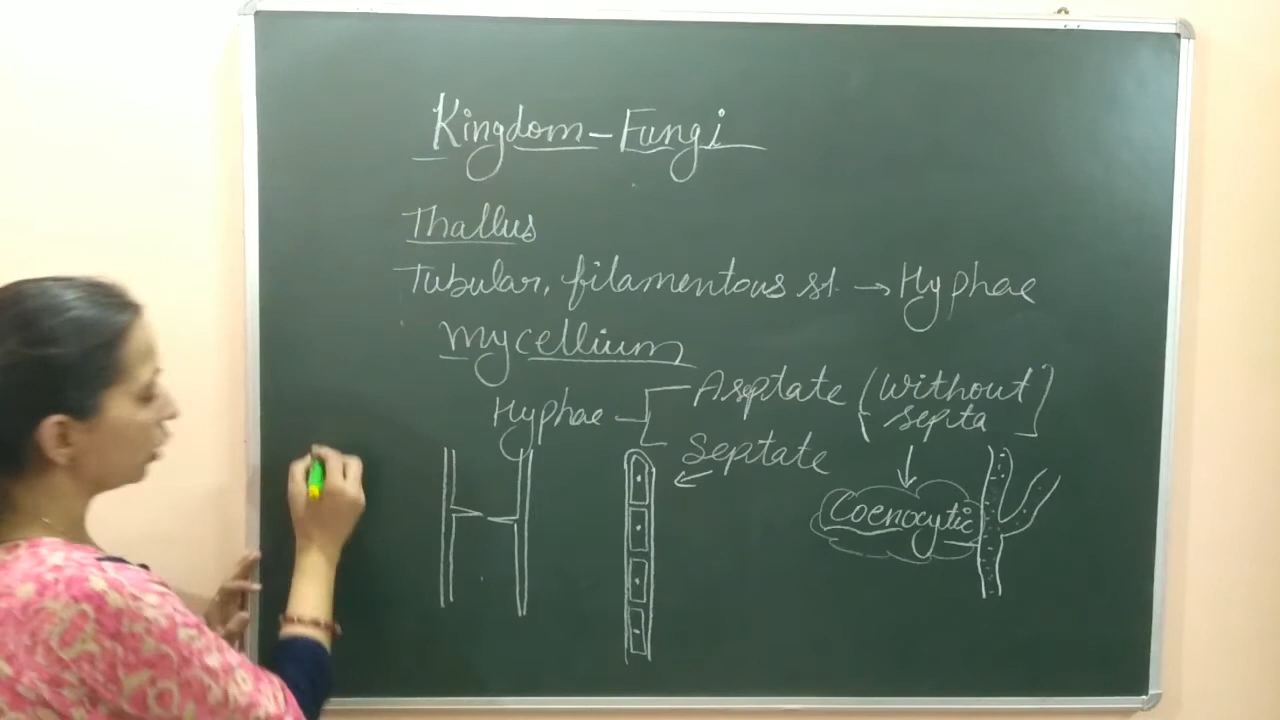 Kingdom - Fungi
Thallus
Tubular, filamentous st. → Hyphae
Mycellium
Hyphae
Aseptate [Without
septa]
Septate
Coenocytic